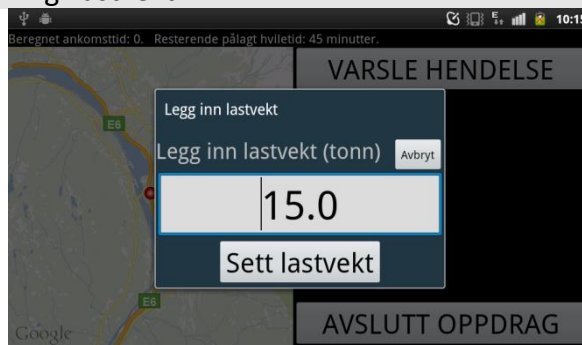 10:15
Beregnet ankomsttid: 0. Resterende pålagt hviletid: 45 minutter.
VARSLE HENDELSE
E6
Legg inn lastvekt
Legg inn lastvekt (tonn)
Avbryt
15.0
Sett lastvekt
E6
Google
AVSLUTT OPPDRAG